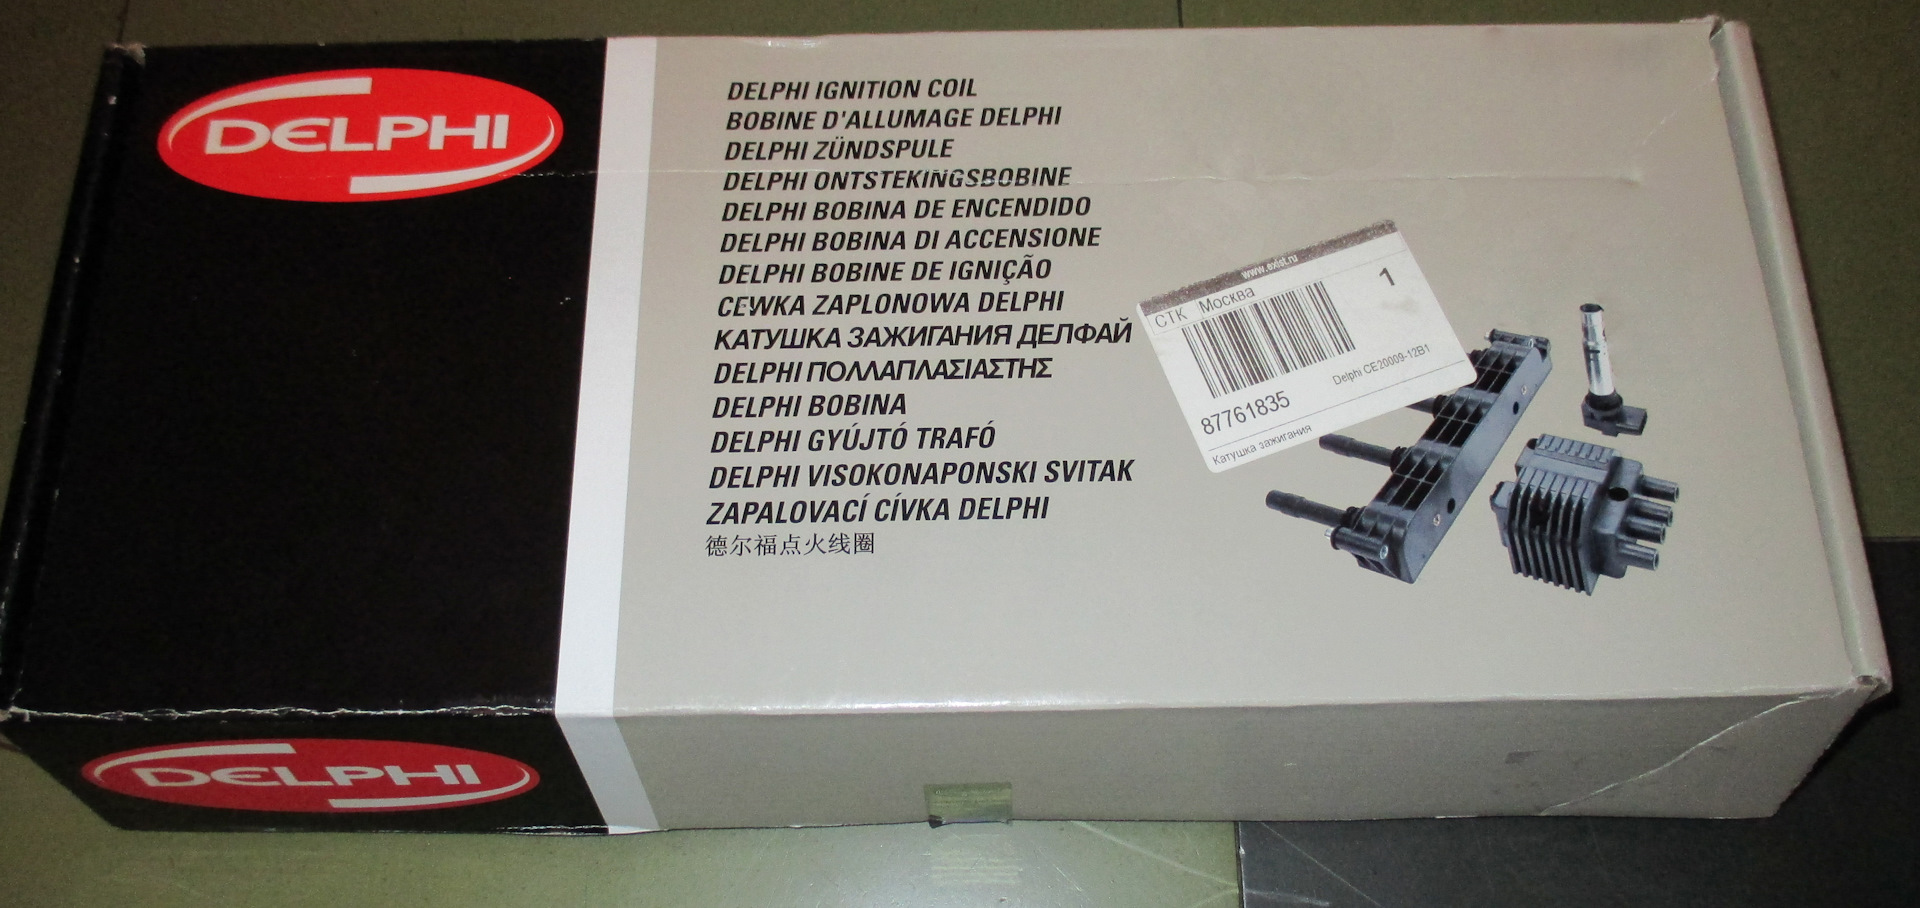 DELPHI
DELPHI IGNITION COIL
BOBINE D'ALLUMAGE DELPHI
DELPHI ZÜNDSPULE
DELPHI ONTSTEKINGSBOBINE
DELPHI BOBINA DE ENCENDIDO
DELPHI BOBINA DI ACCENSIONE
DELPHI BOBINE DE IGNIÇÃO
CEWKA ZAPLONOWA DELPHI
КАТУШКА ЗАЖИГАНИЯ ДЕЛФАЙ
DELPHI ΠΟΛΛΑΠΛΑΣΙΑΣΤΗΣ
DELPHI BOBINA
DELPHI GYÚJTÓ TRAFÓ
DELPHI VISOKONAPONSKI SVITAK
ZAPALOVACÍ CÍVKA DELPHI
德尔福点火线圈
www.exist.ru
СТК Москва 1
Delphi CE20009-12B1
87761835
Катушка зажигания
DELPHI